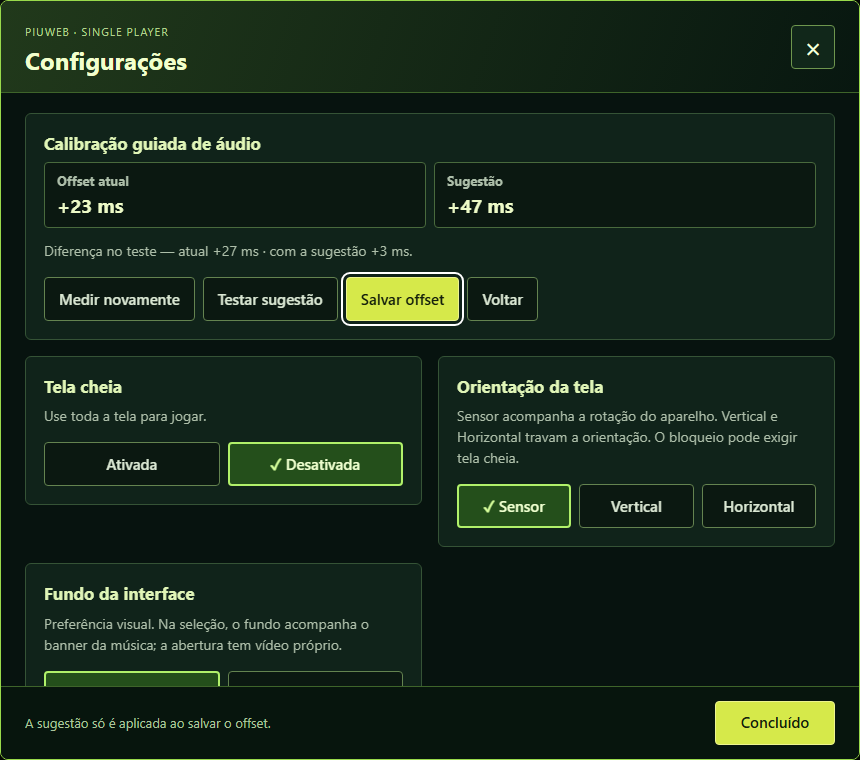 PIUWEB · SINGLE PLAYER
Configurações
✕
Calibração guiada de áudio
Offset atual
+23 ms
Sugestão
+47 ms
Diferença no teste — atual +27 ms · com a sugestão +3 ms.
Medir novamente
Testar sugestão
Salvar offset
Voltar
Tela cheia
Use toda a tela para jogar.
Ativada
✓ Desativada
Orientação da tela
Sensor acompanha a rotação do aparelho. Vertical e
Horizontal travam a orientação. O bloqueio pode exigir
tela cheia.
✓ Sensor
Vertical
Horizontal
Fundo da interface
Preferência visual. Na seleção, o fundo acompanha o
banner da música; a abertura tem vídeo próprio.
A sugestão só é aplicada ao salvar o offset.
Concluído